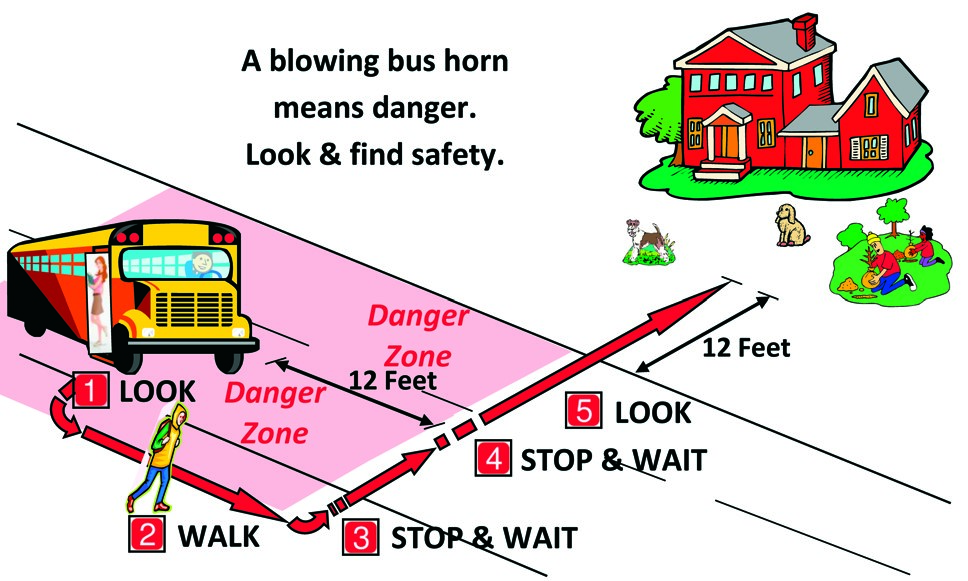 A blowing bus horn
means danger.
Look & find safety.
Danger
Zone
12 Feet
12 Feet
Danger
Zone
1 LOOK
5 LOOK
4 STOP & WAIT
2 WALK
3 STOP & WAIT